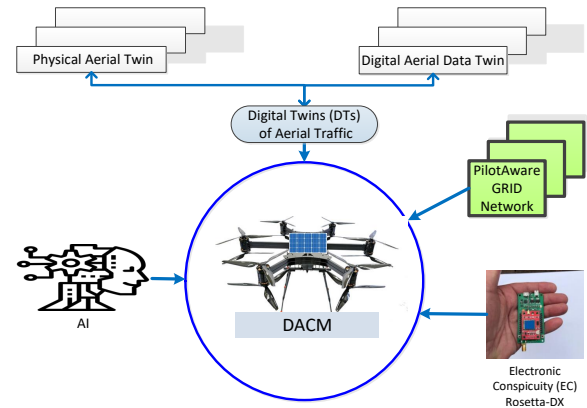 Physical Aerial Twin
Digital Aerial Data Twin
Digital Twins (DTs)
of Aerial Traffic
PilotAware
GRID
Network
AI
DACM
Electronic
Conspicuity (EC)
Rosetta-DX